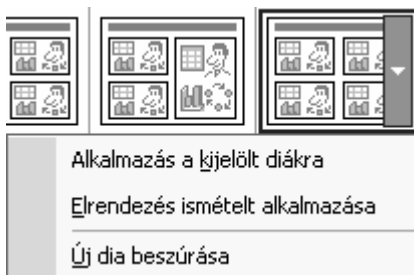 Alkalmazás a kijelölt diákra
Elrendezés ismételt alkalmazása
Új dia beszúrása